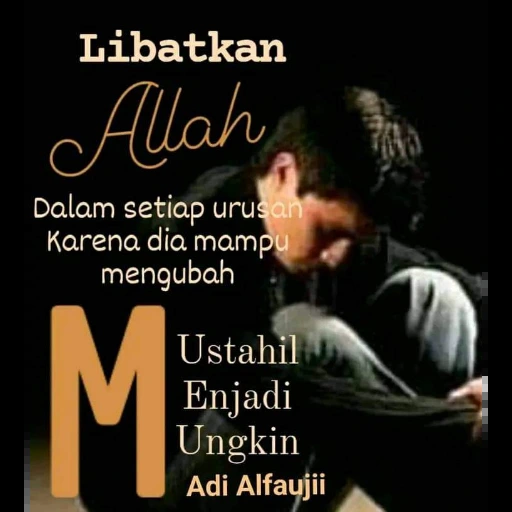 Libatkan
Allah
Dalam setiap urusan
Karena dia mampu
mengubah
M
Ustahil
Enjadi
Ungkin
Adi Alfaujii